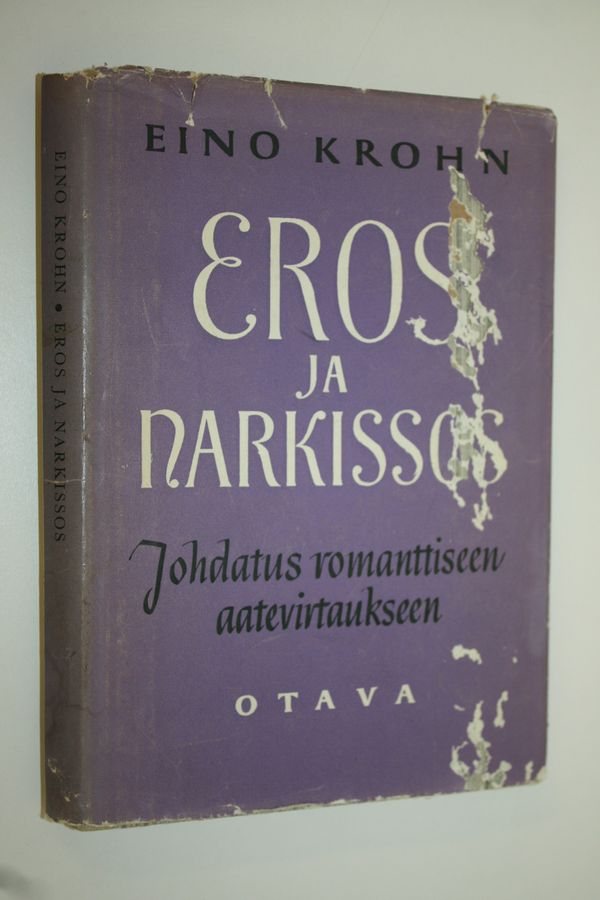 EINO KROHN
EROS
JA
NARKISSOS
Johdatus romanttiseen
aatevirtaukseen
OTAVA
EINO KROHN • EROS JA NARKISSOS